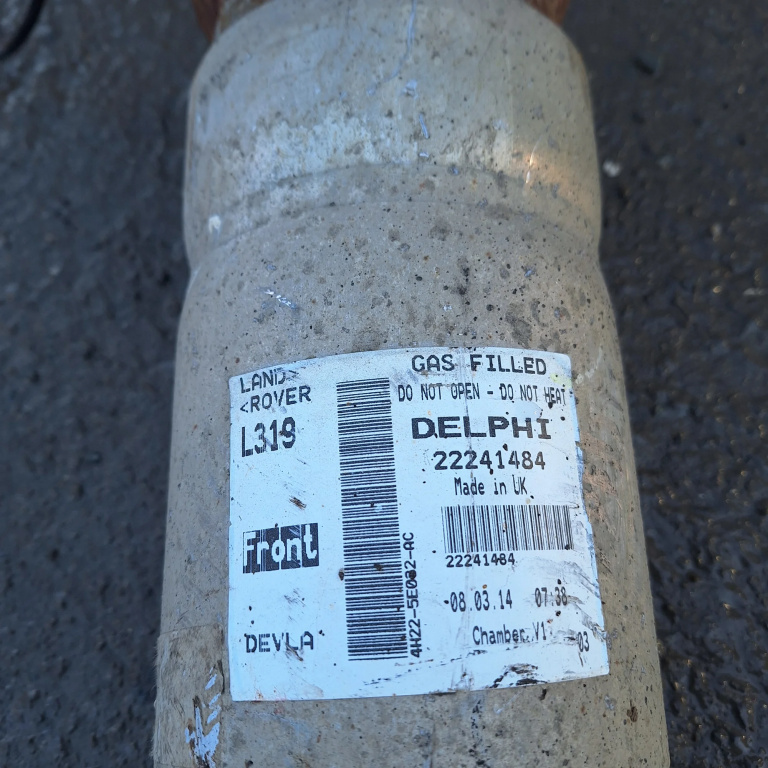 LAND
<ROVER
L319
Front
DEVLA
4H22-5E032-AC
GAS FILLED
DO NOT OPEN - DO NOT HEAT
DELPHI
22241484
Made in UK
22241484
08.03.14 07:38
Chamber V1
03